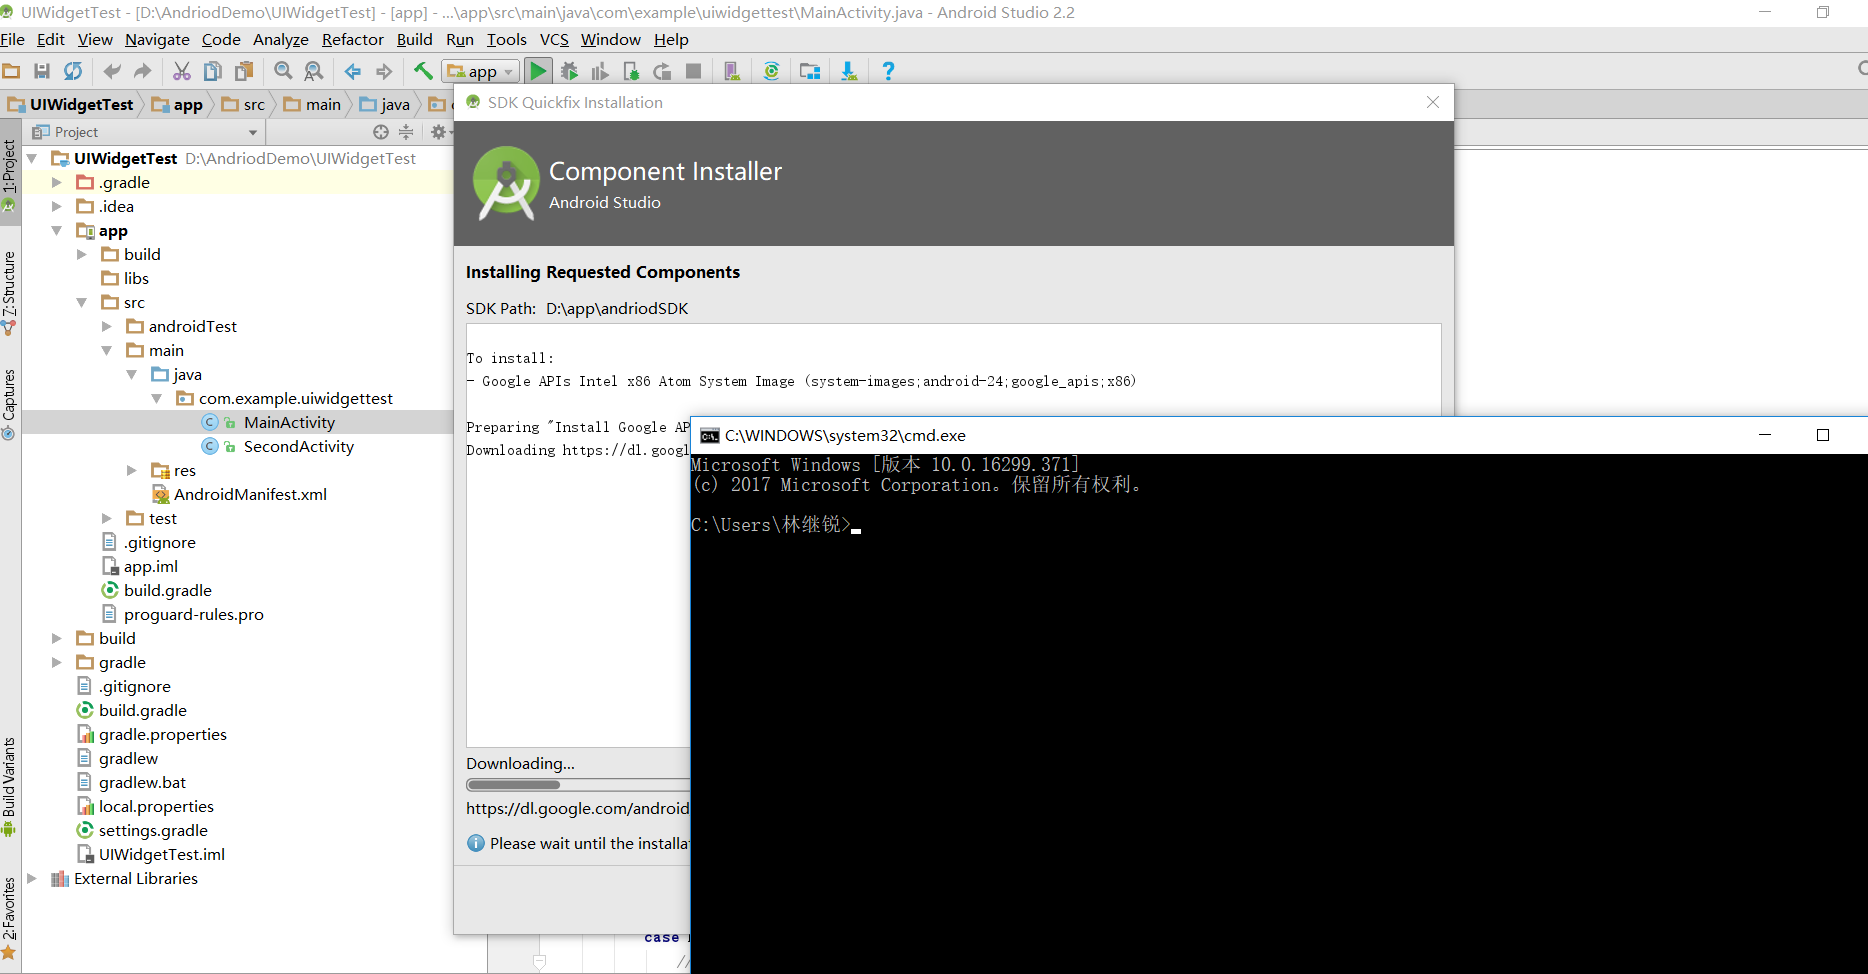 UIWidgetTest - [D:\AndriodDemo\UIWidgetTest] - [app] - ...\app\src\main\java\com\example\uiwidgettest\MainActivity.java - Android Studio 2.2
File Edit View Navigate Code Analyze Refactor Build Run Tools VCS Window Help
app
UIWidgetTest app src main java
SDK Quickfix Installation
Project
Component Installer
Android Studio
Installing Requested Components
SDK Path: D:\app\andriodSDK
To install:
- Google APIs Intel x86 Atom System Image (system-images;android-24;google_apis;x86)
Preparing "Install Google AP
Downloading https://dl.googl
Downloading...
https://dl.google.com/android
Please wait until the installa
C:\WINDOWS\system32\cmd.exe
Microsoft Windows [版本 10.0.16299.371]
(c) 2017 Microsoft Corporation。保留所有权利。
C:\Users\林继锐>
1: Project
7: Structure
Captures
Build Variants
2: Favorites
UIWidgetTest D:\AndriodDemo\UIWidgetTest
.gradle
.idea
app
build
libs
src
androidTest
main
java
com.example.uiwidgettest
MainActivity
SecondActivity
res
AndroidManifest.xml
test
.gitignore
app.iml
build.gradle
proguard-rules.pro
build
gradle
.gitignore
build.gradle
gradle.properties
gradlew
gradlew.bat
local.properties
settings.gradle
UIWidgetTest.iml
External Libraries
case
//